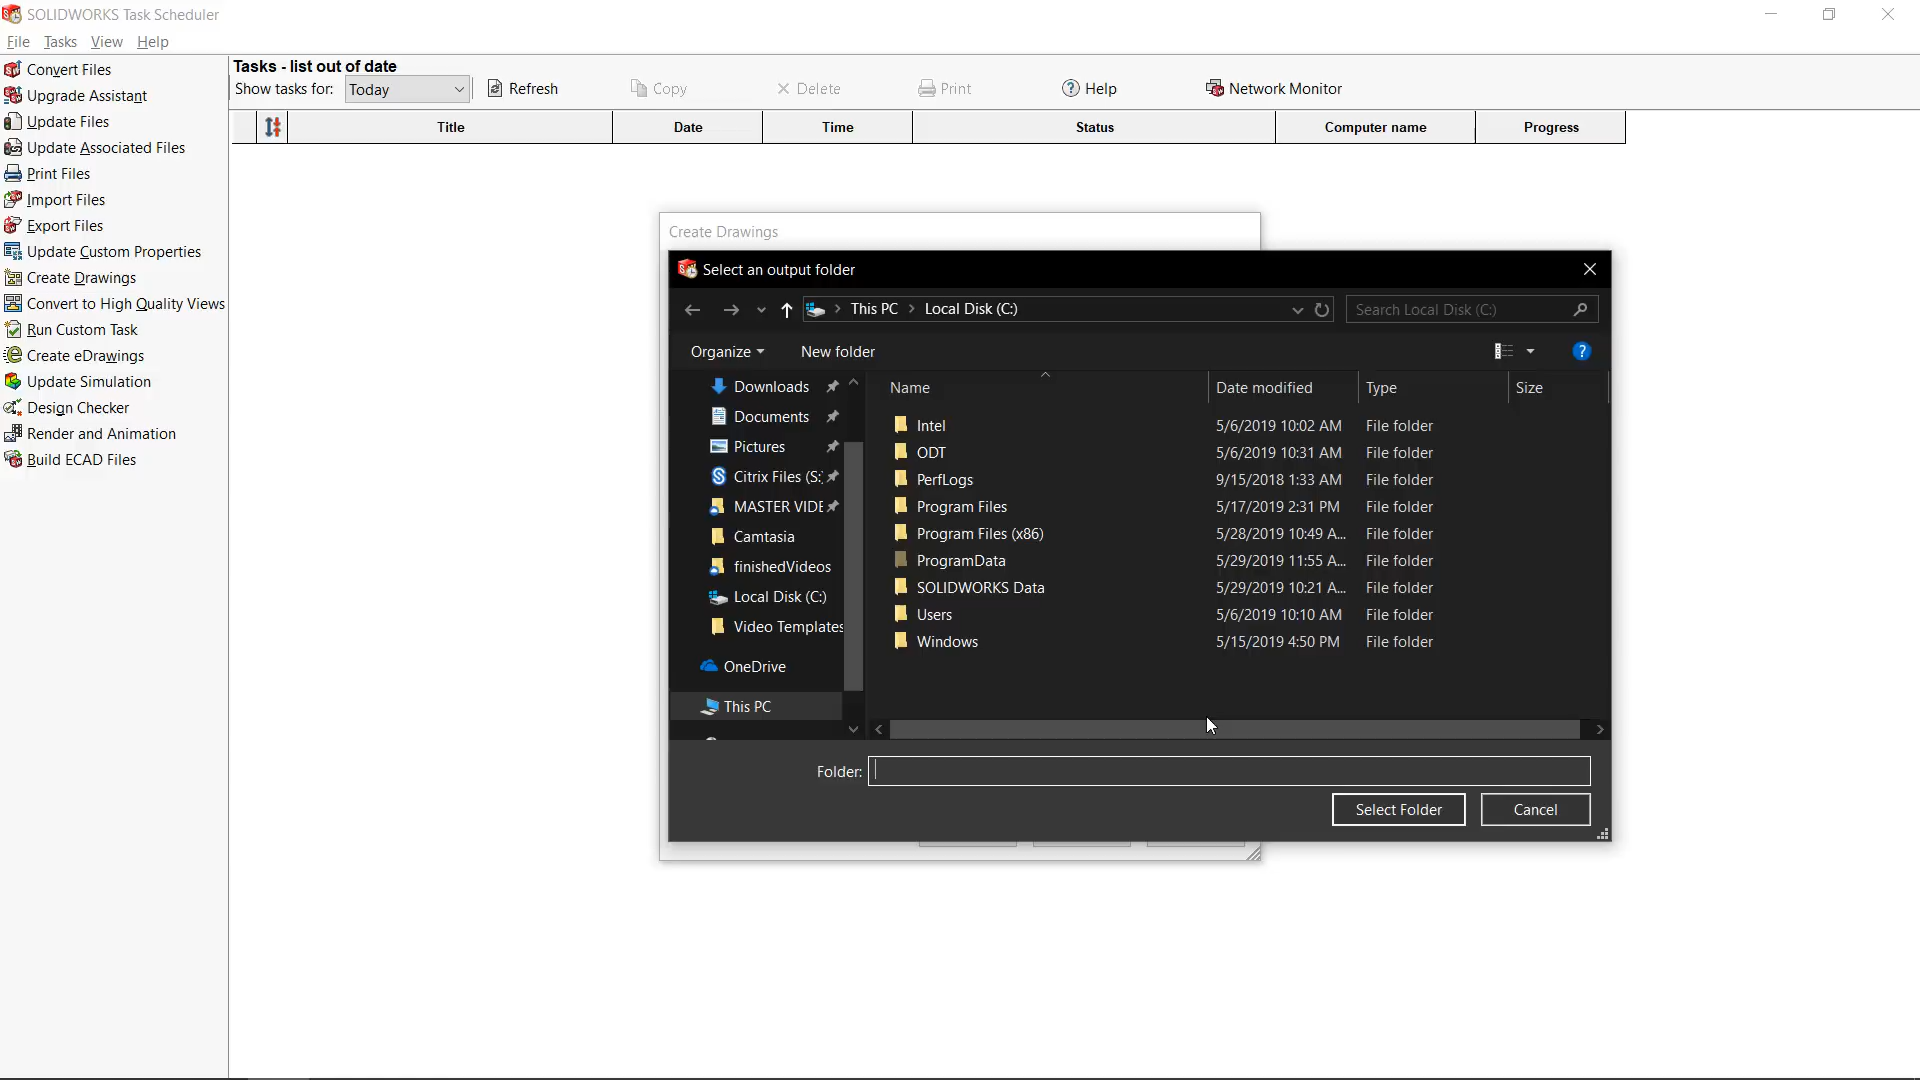 SOLIDWORKS Task Scheduler
File Tasks View Help
Convert Files
Upgrade Assistant
Update Files
Update Associated Files
Print Files
Import Files
Export Files
Update Custom Properties
Create Drawings
Convert to High Quality Views
Run Custom Task
Create eDrawings
Update Simulation
Design Checker
Render and Animation
Build ECAD Files
Tasks - list out of date
Show tasks for: Today Refresh Copy Delete Print Help Network Monitor
Title Date Time Status Computer name Progress
Create Drawings
Select an output folder
This PC Local Disk (C:) Search Local Disk (C:)
Organize New folder
Downloads
Documents
Pictures
Citrix Files (S:
MASTER VIDE
Camtasia
finishedVideos
Local Disk (C:)
Video Templates
OneDrive
This PC
Name Date modified Type Size
Intel 5/6/2019 10:02 AM File folder
ODT 5/6/2019 10:31 AM File folder
PerfLogs 9/15/2018 1:33 AM File folder
Program Files 5/17/2019 2:31 PM File folder
Program Files (x86) 5/28/2019 10:49 A... File folder
ProgramData 5/29/2019 11:55 A... File folder
SOLIDWORKS Data 5/29/2019 10:21 A... File folder
Users 5/6/2019 10:10 AM File folder
Windows 5/15/2019 4:50 PM File folder
Folder:
Select Folder Cancel